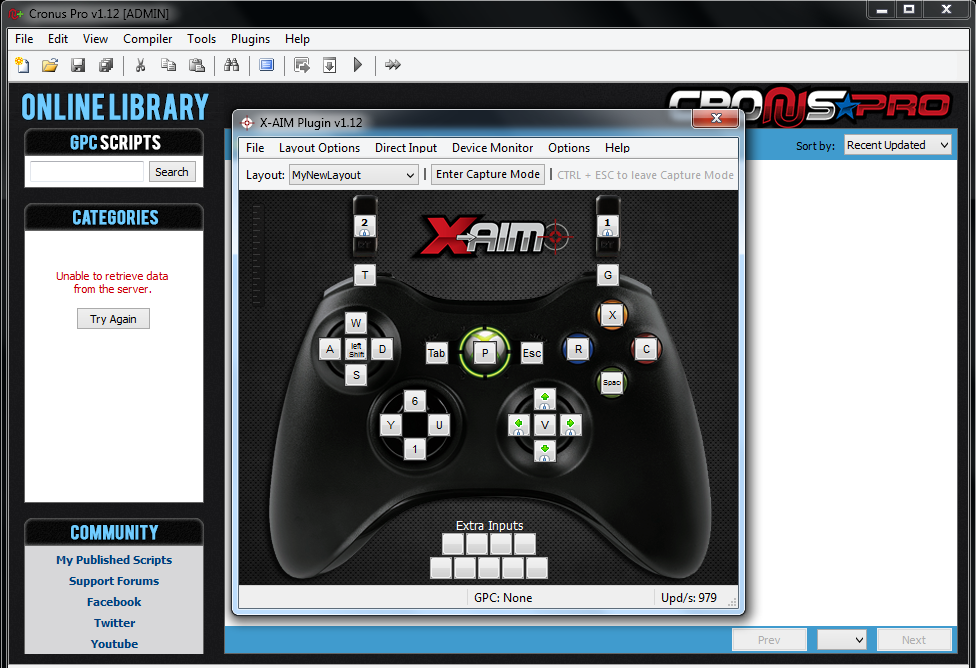 Cronus Pro v1.12 [ADMIN]
File Edit View Compiler Tools Plugins Help
ONLINE LIBRARY
CRONUS PRO
GPC SCRIPTS
Search
Sort by: Recent Updated
CATEGORIES
Unable to retrieve data
from the server.
Try Again
COMMUNITY
My Published Scripts
Support Forums
Facebook
Twitter
Youtube
Prev Next
X-AIM Plugin v1.12
File Layout Options Direct Input Device Monitor Options Help
Layout: MyNewLayout | Enter Capture Mode | CTRL + ESC to leave Capture Mode
2 1
X-AIM
T G
W X
A left Shift D Tab P Esc R C
S Spac
6
Y U V
1
Extra Inputs
GPC: None Upd/s: 979